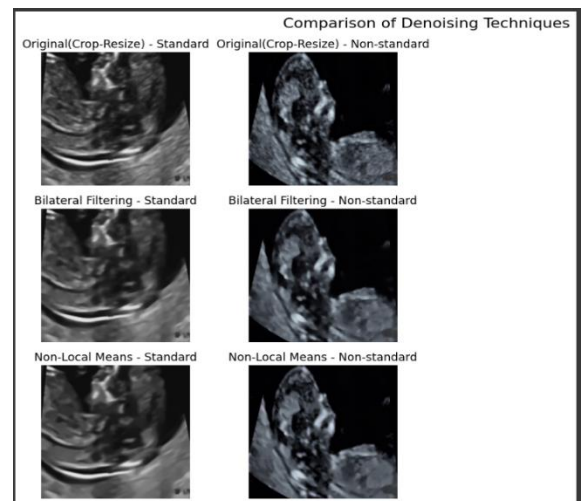 Comparison of Denoising Techniques
Original(Crop-Resize) - Standard
Original(Crop-Resize) - Non-standard
Bilateral Filtering - Standard
Bilateral Filtering - Non-standard
Non-Local Means - Standard
Non-Local Means - Non-standard